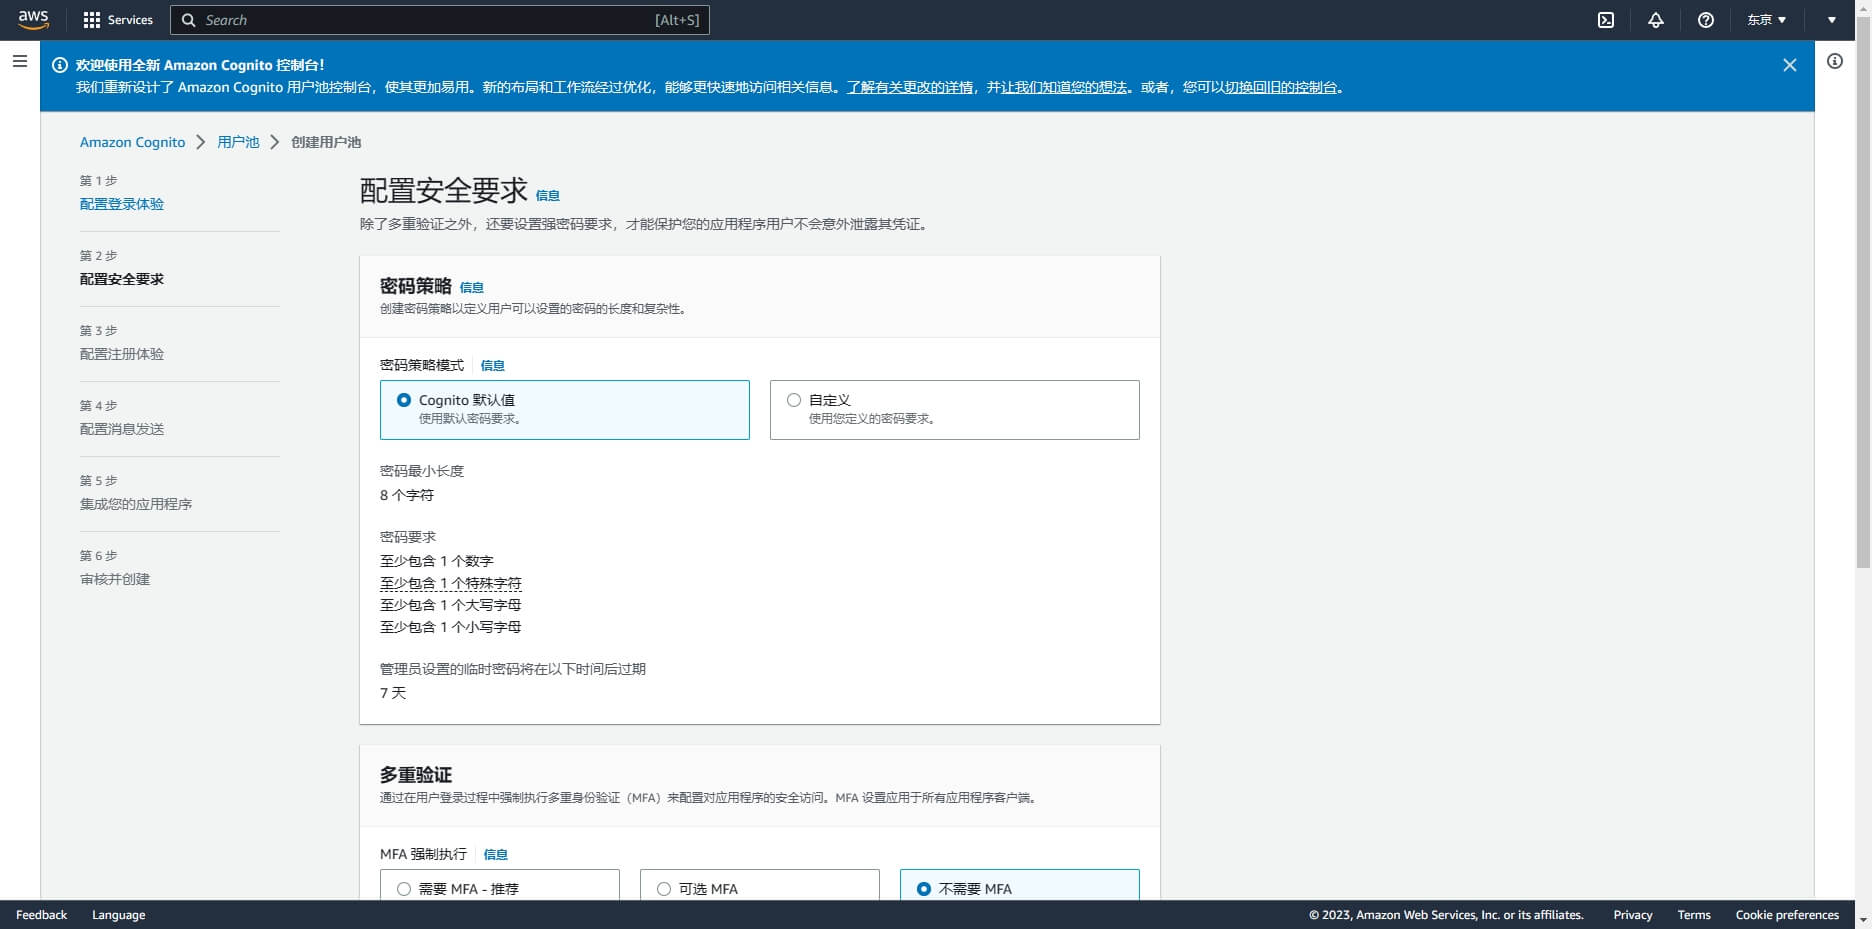 aws
Services
Search
[Alt+S]
东京
欢迎使用全新 Amazon Cognito 控制台!
我们重新设计了 Amazon Cognito 用户池控制台，使其更加易用。新的布局和工作流经过优化，能够更快速地访问相关信息。了解有关更改的详情，并让我们知道您的想法。或者，您可以切换回旧的控制台。
Amazon Cognito
用户池
创建用户池
第 1 步
配置登录体验
第 2 步
配置安全要求
第 3 步
配置注册体验
第 4 步
配置消息发送
第 5 步
集成您的应用程序
第 6 步
审核并创建
配置安全要求 信息
除了多重验证之外，还要设置强密码要求，才能保护您的应用程序用户不会意外泄露其凭证。
密码策略 信息
创建密码策略以定义用户可以设置的密码的长度和复杂性。
密码策略模式 信息
Cognito 默认值
使用默认密码要求。
自定义
使用您定义的密码要求。
密码最小长度
8 个字符
密码要求
至少包含 1 个数字
至少包含 1 个特殊字符
至少包含 1 个大写字母
至少包含 1 个小写字母
管理员设置的临时密码将在以下时间后过期
7 天
多重验证
通过在用户登录过程中强制执行多重身份验证（MFA）来配置对应用程序的安全访问。MFA 设置应用于所有应用程序客户端。
MFA 强制执行 信息
需要 MFA - 推荐
可选 MFA
不需要 MFA
Feedback
Language
© 2023, Amazon Web Services, Inc. or its affiliates.
Privacy
Terms
Cookie preferences